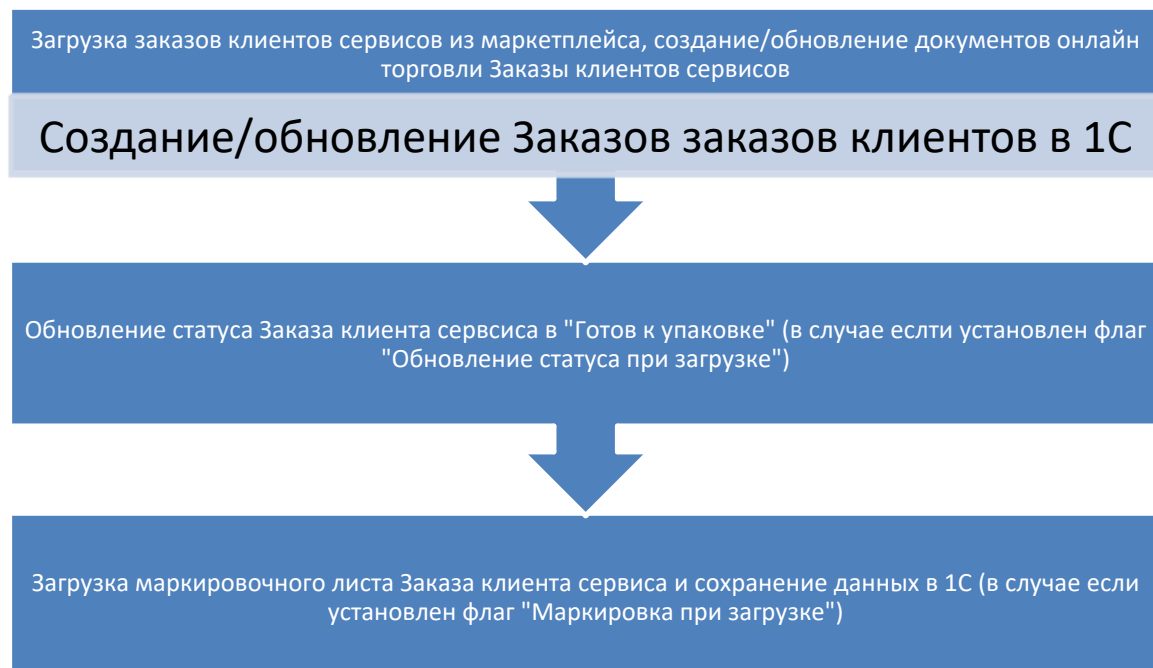 Загрузка заказов клиентов сервисов из маркетплейса, создание/обновление документов онлайн
торговли Заказы клиентов сервисов
Создание/обновление Заказов заказов клиентов в 1С
Обновление статуса Заказа клиента сервсиса в "Готов к упаковке" (в случае еслти установлен флаг
"Обновление статуса при загрузке")
Загрузка маркировочного листа Заказа клиента сервиса и сохранение данных в 1С (в случае если
установлен флаг "Маркировка при загрузке")